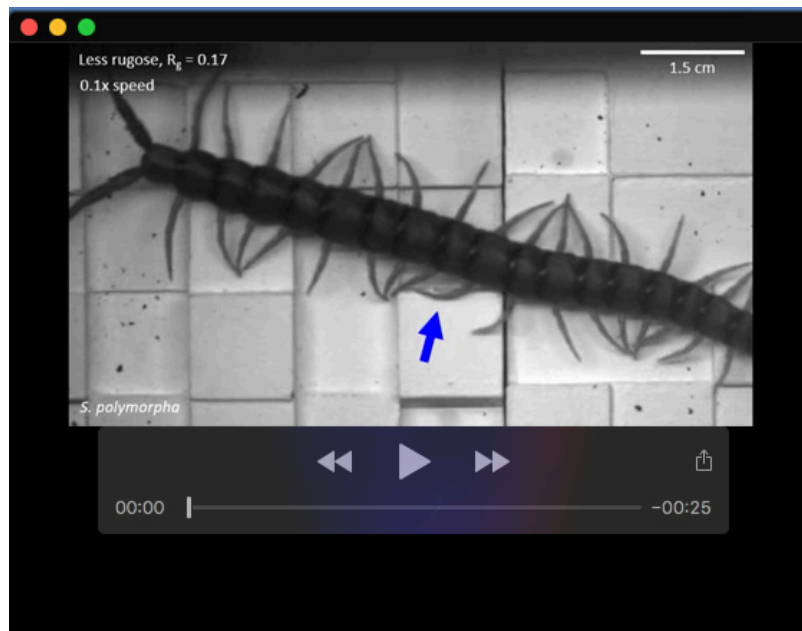 Less rugose, Rg = 0.17
0.1x speed
1.5 cm
S. polymorpha
00:00
-00:25